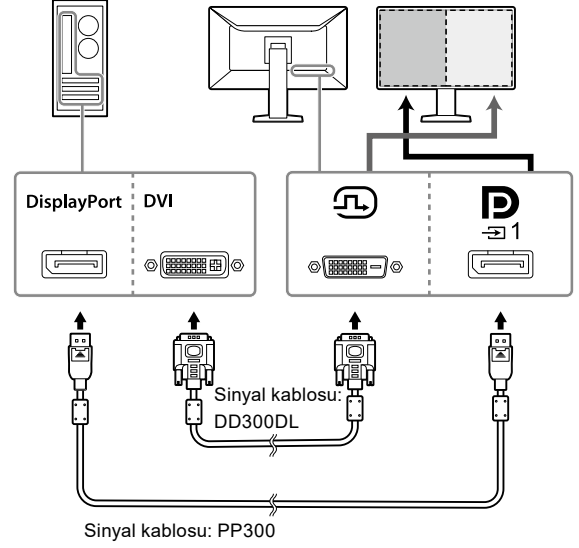 DisplayPort
DVI
1
Sinyal kablosu:
DD300DL
Sinyal kablosu: PP300